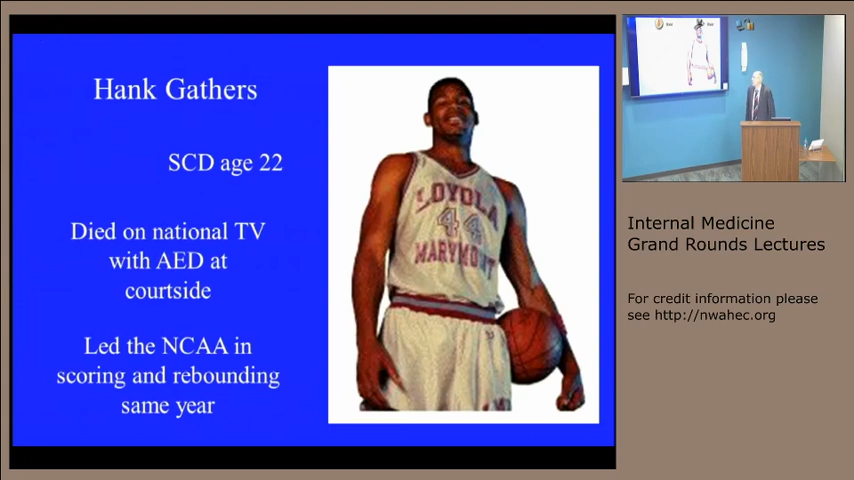 Hank Gathers
SCD age 22
Died on national TV
with AED at
courtside
Led the NCAA in
scoring and rebounding
same year
LOYOLA
44
MARYMOUNT
Internal Medicine
Grand Rounds Lectures
For credit information please
see http://nwahec.org